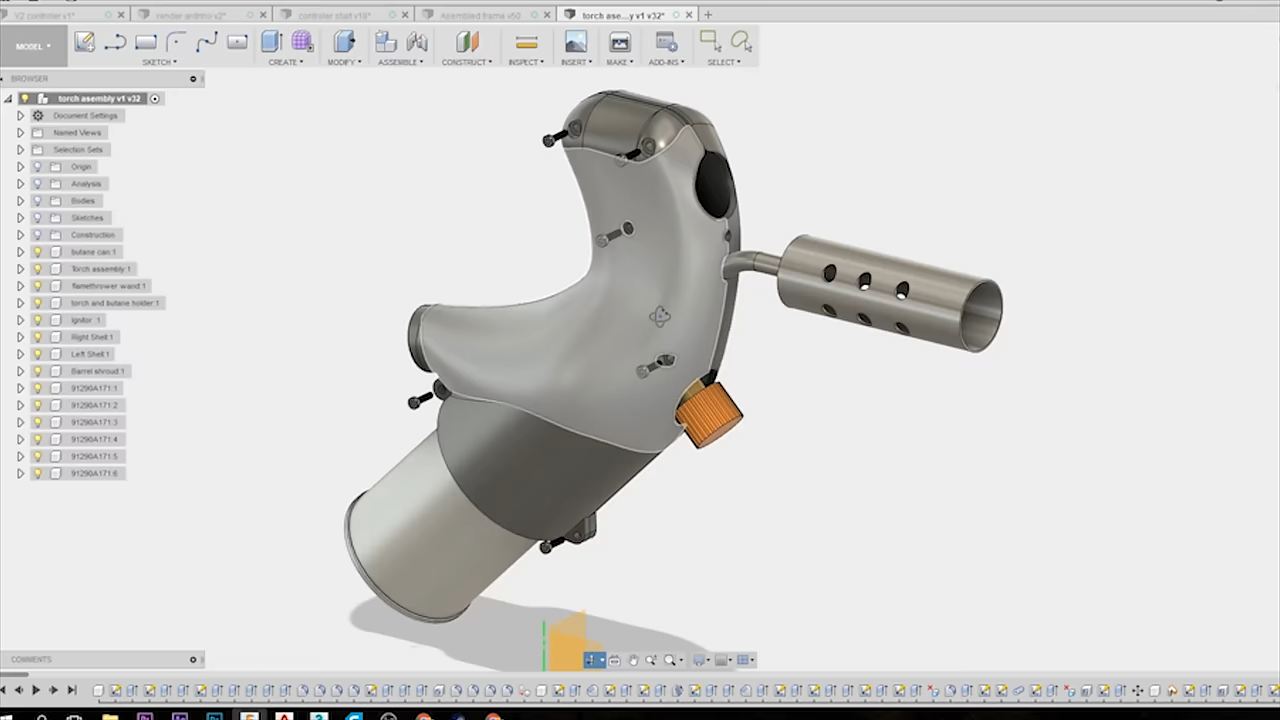 V2 controller v1*
render ardrino v2*
controller start v18*
Assembled frame v50
torch ase...y v1 v32*
MODEL
SKETCH
CREATE
MODIFY
ASSEMBLE
CONSTRUCT
INSPECT
INSERT
MAKE
ADD-INS
SELECT
BROWSER
torch asembly v1 v32
Document Settings
Named Views
Selection Sets
Origin
Analysis
Bodies
Sketches
Construction
butane can:1
Torch assembly:1
flamethrower wand:1
torch and butane holder:1
ignitor :1
Right Shell:1
Left Shell:1
Barrel shroud:1
91290A171:1
91290A171:2
91290A171:3
91290A171:4
91290A171:5
91290A171:6
COMMENTS